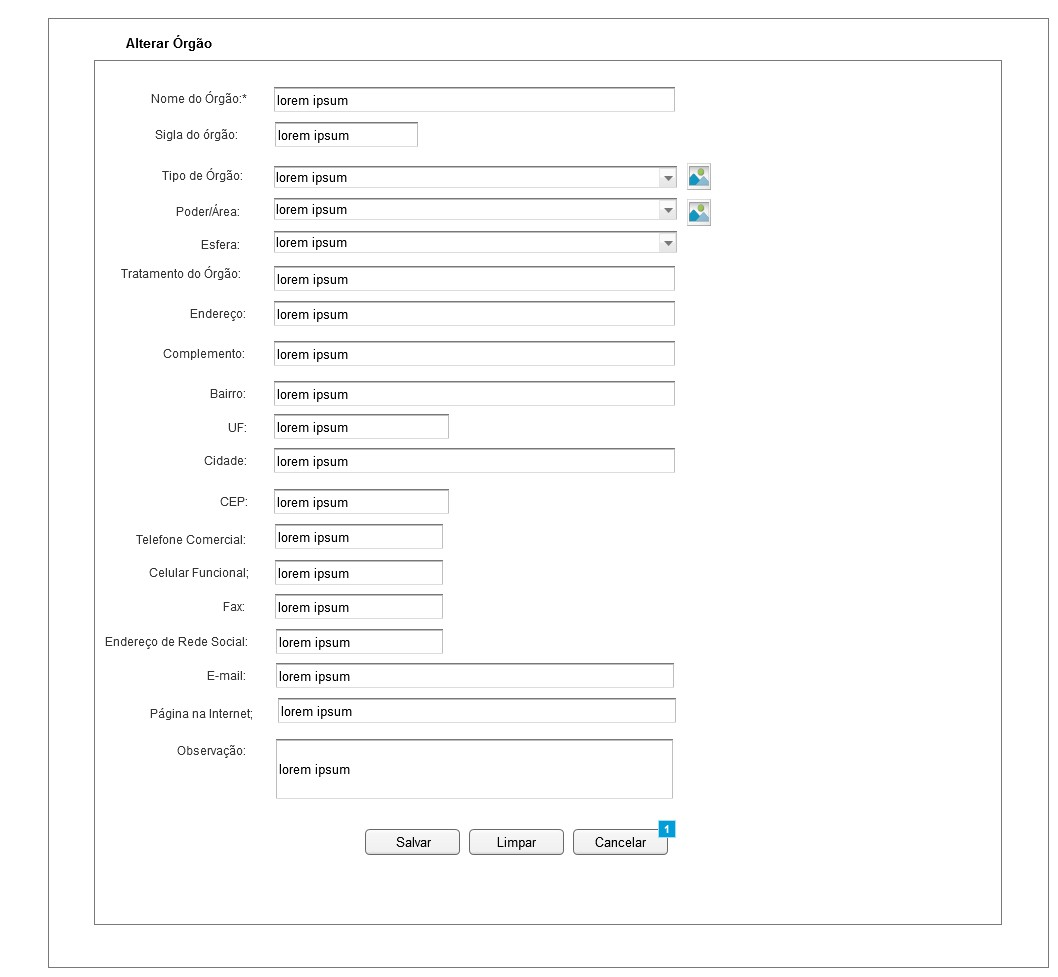 Alterar Órgão
Nome do Órgão:* lorem ipsum
Sigla do órgão: lorem ipsum
Tipo de Órgão: lorem ipsum
Poder/Área: lorem ipsum
Esfera: lorem ipsum
Tratamento do Órgão: lorem ipsum
Endereço: lorem ipsum
Complemento: lorem ipsum
Bairro: lorem ipsum
UF: lorem ipsum
Cidade: lorem ipsum
CEP: lorem ipsum
Telefone Comercial: lorem ipsum
Celular Funcional; lorem ipsum
Fax: lorem ipsum
Endereço de Rede Social: lorem ipsum
E-mail: lorem ipsum
Página na Internet; lorem ipsum
Observação: lorem ipsum
Salvar Limpar Cancelar 1